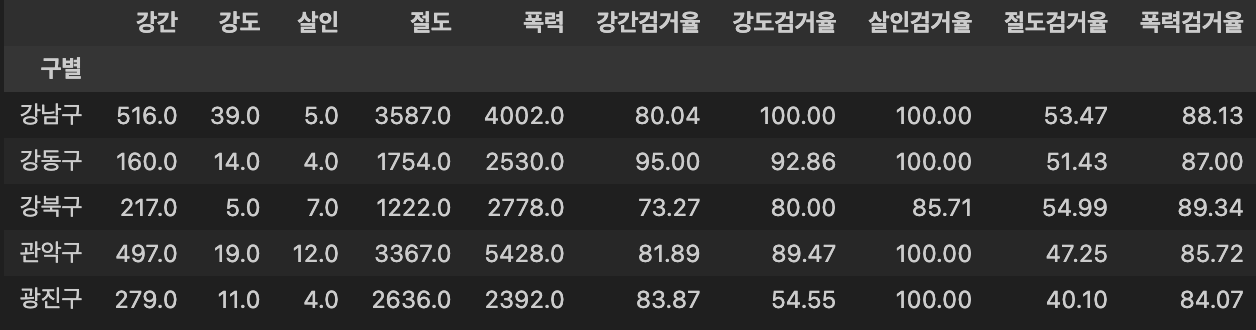 강간 강도 살인 절도 폭력 강간검거율 강도검거율 살인검거율 절도검거율 폭력검거율
구별
강남구 516.0 39.0 5.0 3587.0 4002.0 80.04 100.00 100.00 53.47 88.13
강동구 160.0 14.0 4.0 1754.0 2530.0 95.00 92.86 100.00 51.43 87.00
강북구 217.0 5.0 7.0 1222.0 2778.0 73.27 80.00 85.71 54.99 89.34
관악구 497.0 19.0 12.0 3367.0 5428.0 81.89 89.47 100.00 47.25 85.72
광진구 279.0 11.0 4.0 2636.0 2392.0 83.87 54.55 100.00 40.10 84.07